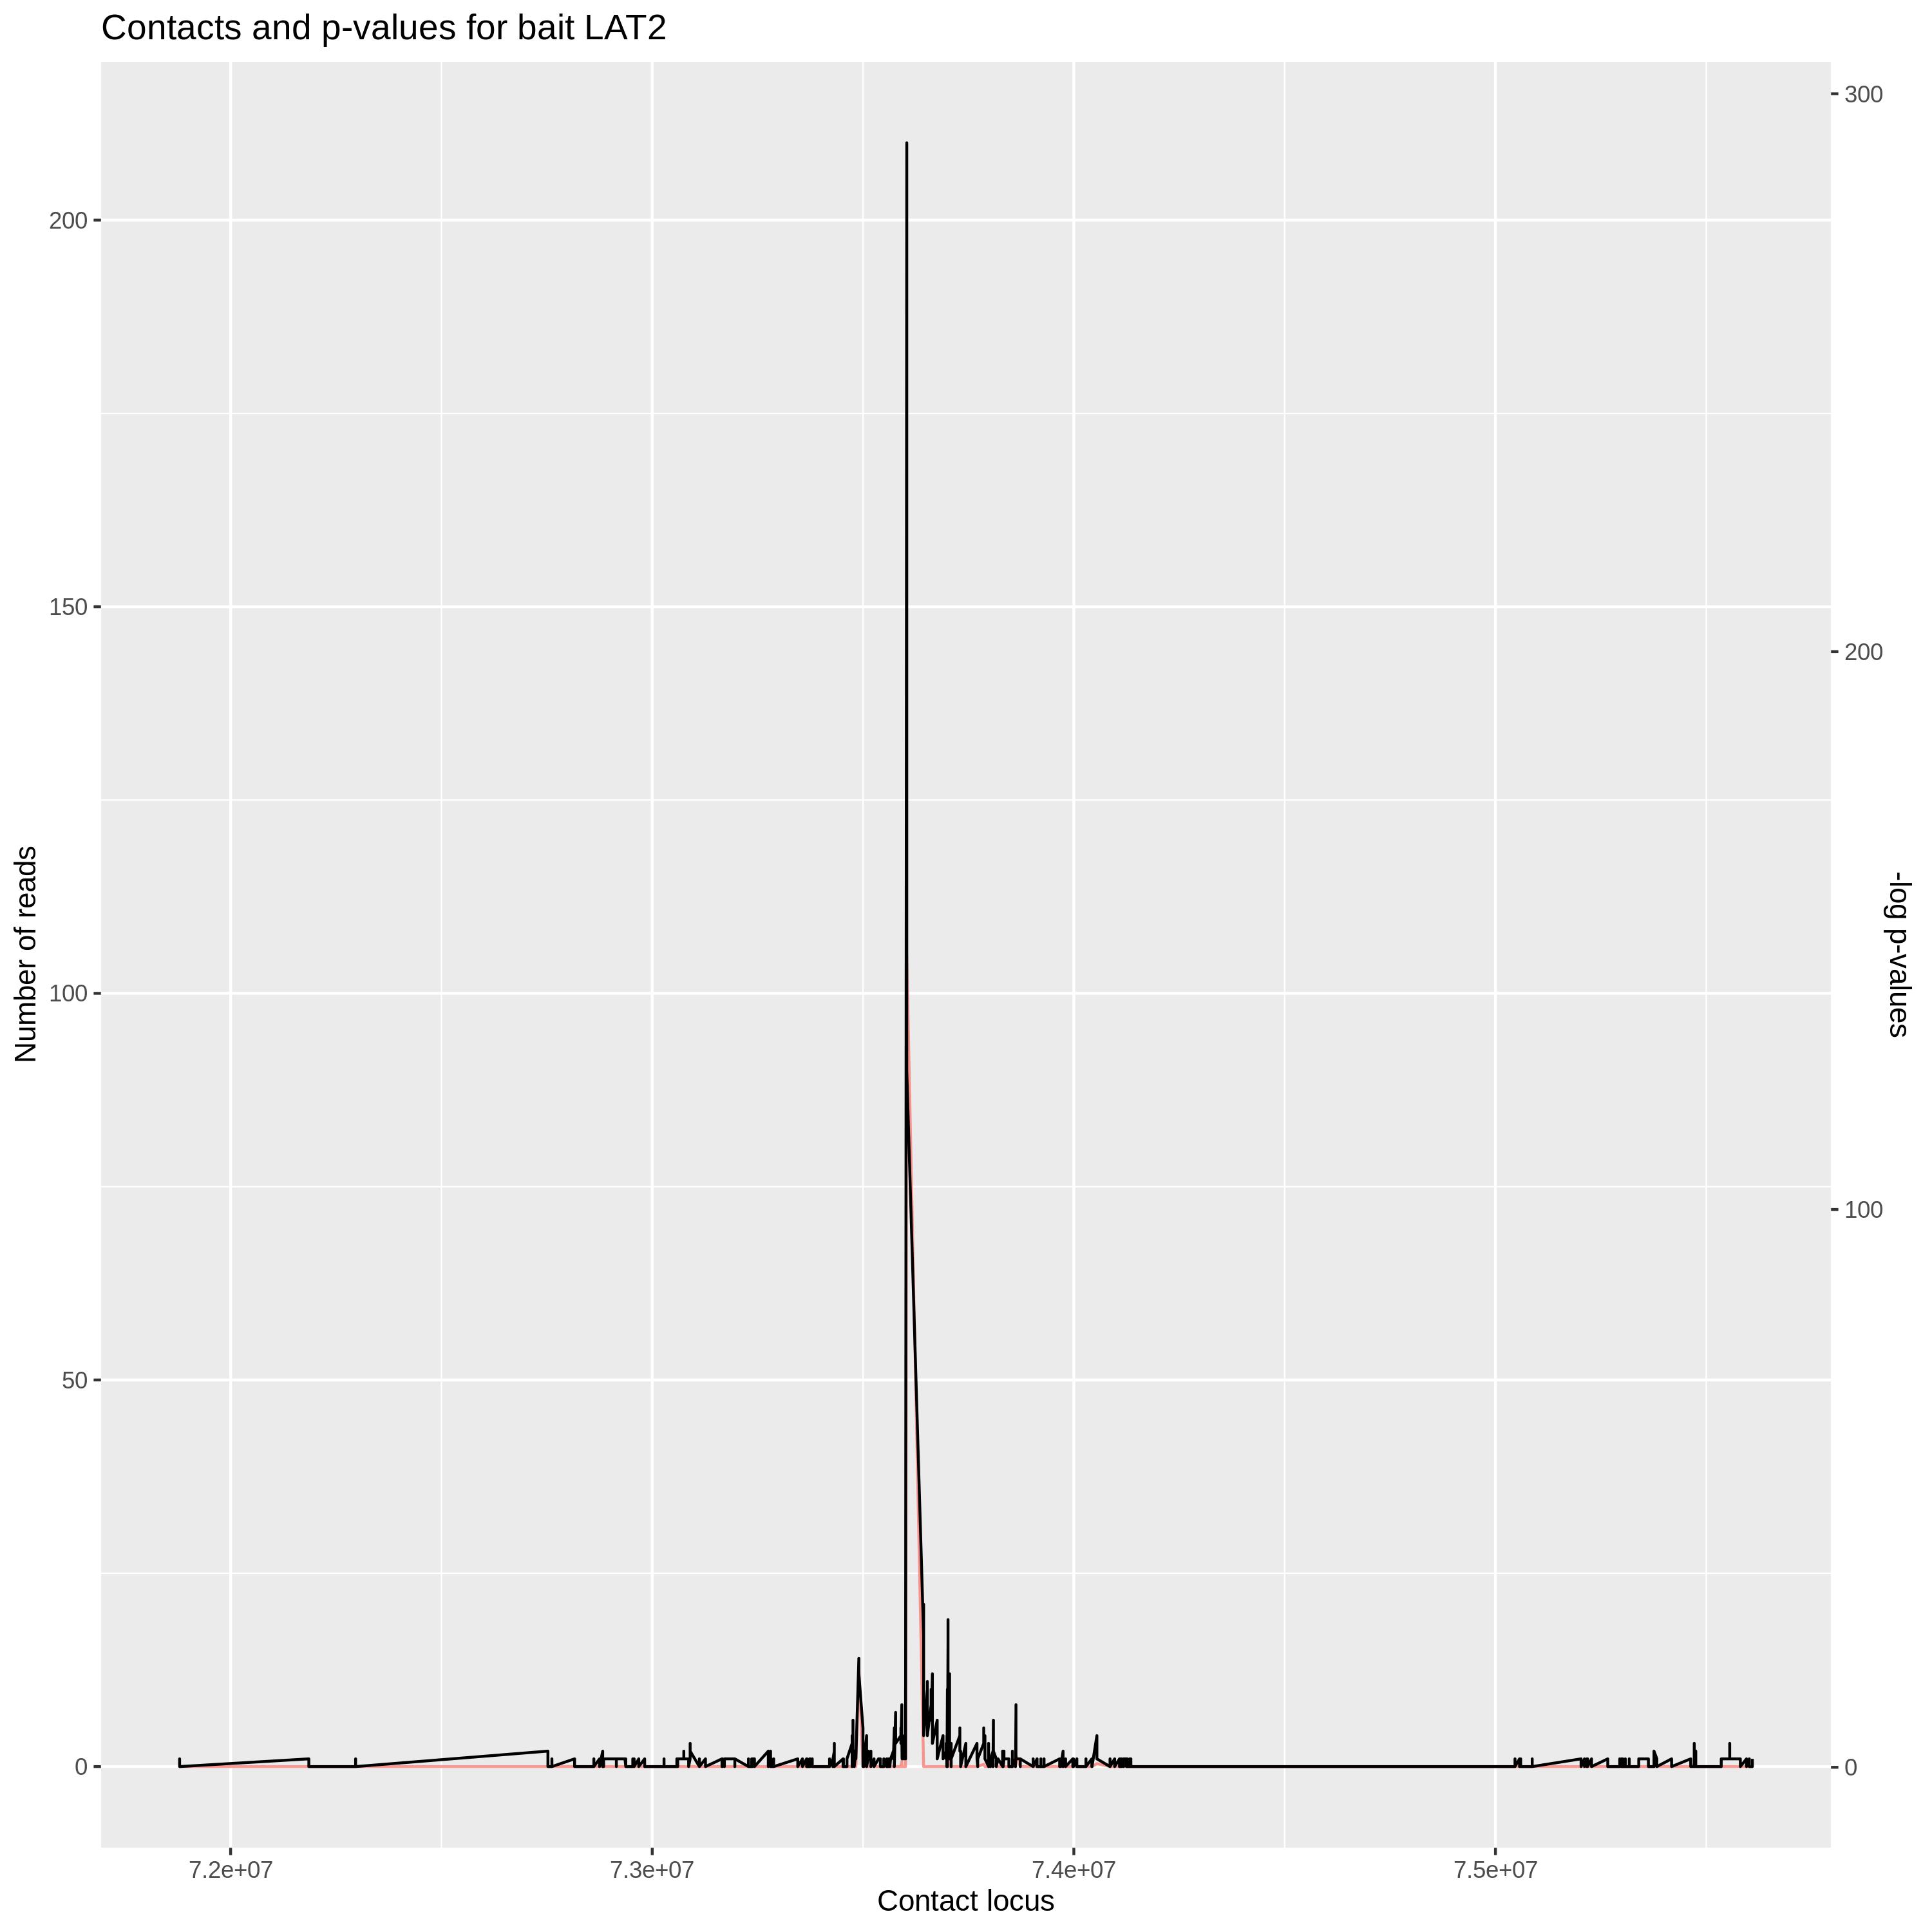 Contacts and p-values for bait LAT2
300
200
200
150
100
100
50
0
0
Number of reads
-log p-values
7.2e+07
7.3e+07
7.4e+07
7.5e+07
Contact locus